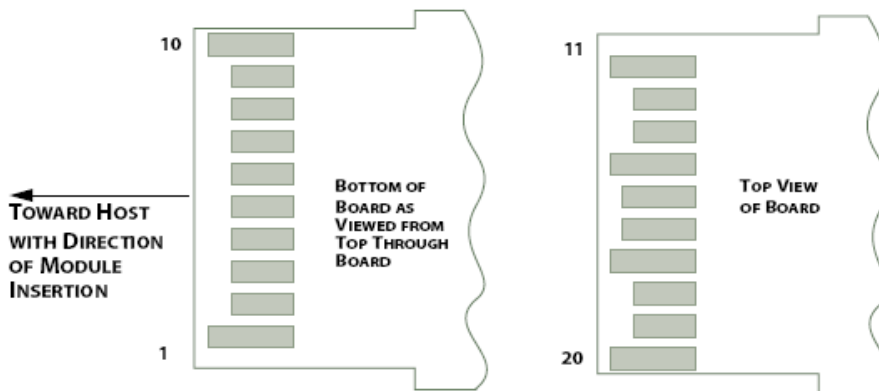 10
1
TOWARD HOST
WITH DIRECTION
OF MODULE
INSERTION
BOTTOM OF
BOARD AS
VIEWED FROM
TOP THROUGH
BOARD
11
20
TOP VIEW
OF BOARD